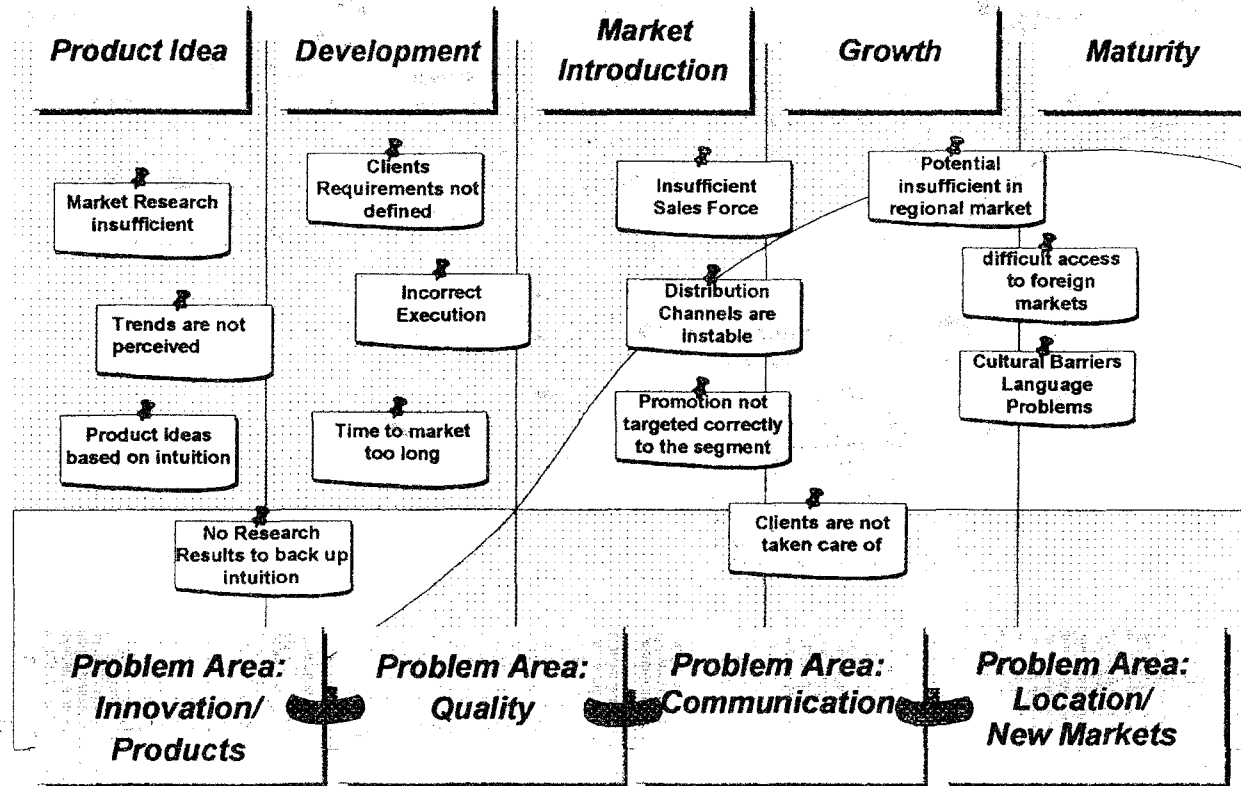 Product Idea
Development
Market
Introduction
Growth
Maturity
Market Research
insufficient
Trends are not
perceived
Product ideas
based on intuition
No Research
Results to back up
intuition
Clients
Requirements not
defined
Incorrect
Execution
Time to market
too long
Insufficient
Sales Force
Distribution
Channels are
instable
Promotion not
targeted correctly
to the segment
Clients are not
taken care of
Potential
insufficient in
regional market
difficult access
to foreign
markets
Cultural Barriers
Language
Problems
Problem Area:
Innovation/
Products
Problem Area:
Quality
Problem Area:
Communication
Problem Area:
Location/
New Markets